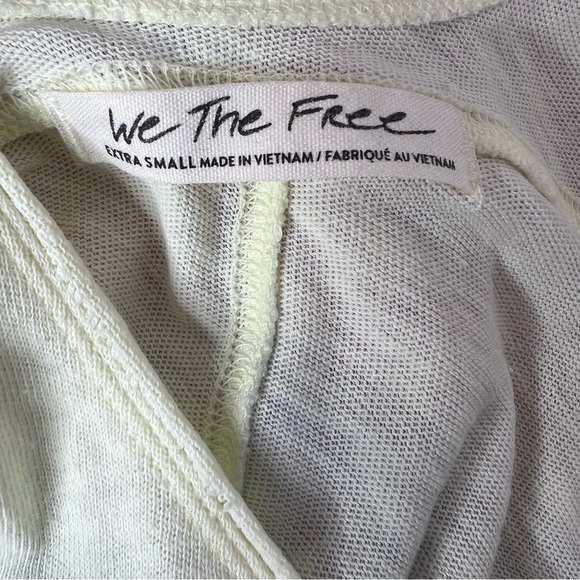 We The Free
EXTRA SMALL MADE IN VIETNAM / FABRIQUÉ AU VIETNAM